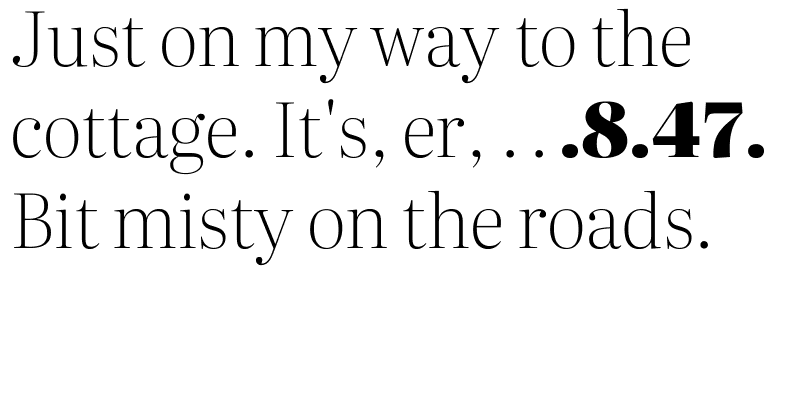 Just on my way to the
cottage. It's, er, . . .8.47.
Bit misty on the roads.